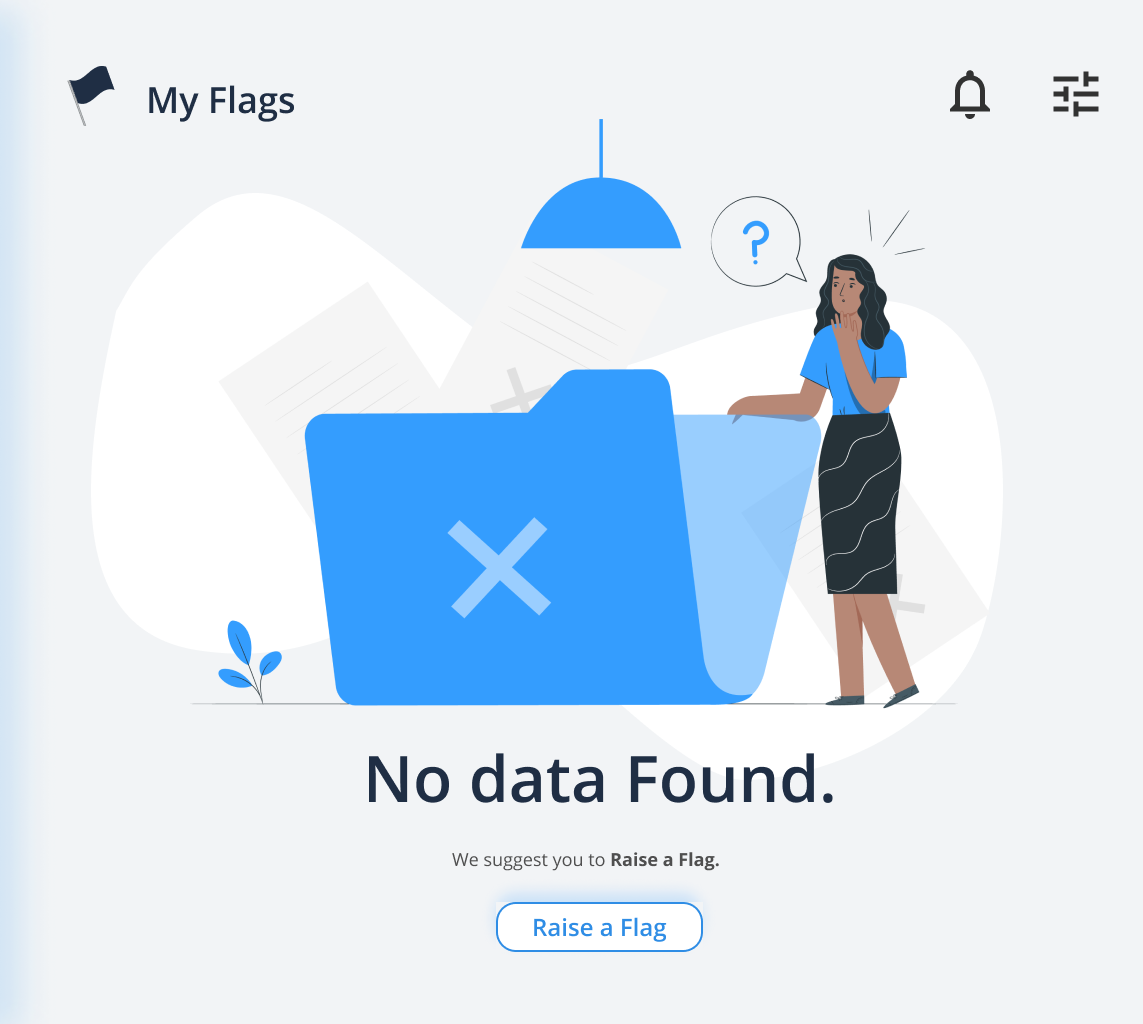 My Flags
?
No data Found.
We suggest you to Raise a Flag.
Raise a Flag